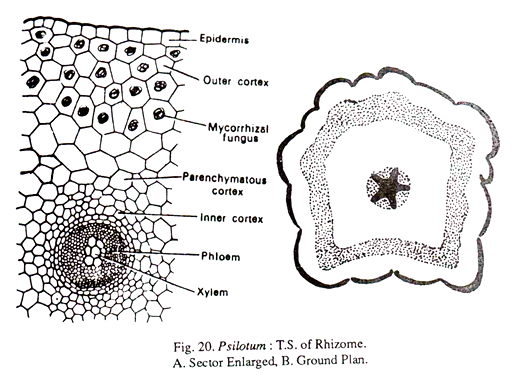 Epidermis
Outer cortex
Mycorrhizal
fungus
Parenchymatous
cortex
Inner cortex
Phloem
Xylem
Fig. 20. Psilotum : T.S. of Rhizome.
A. Sector Enlarged, B. Ground Plan.